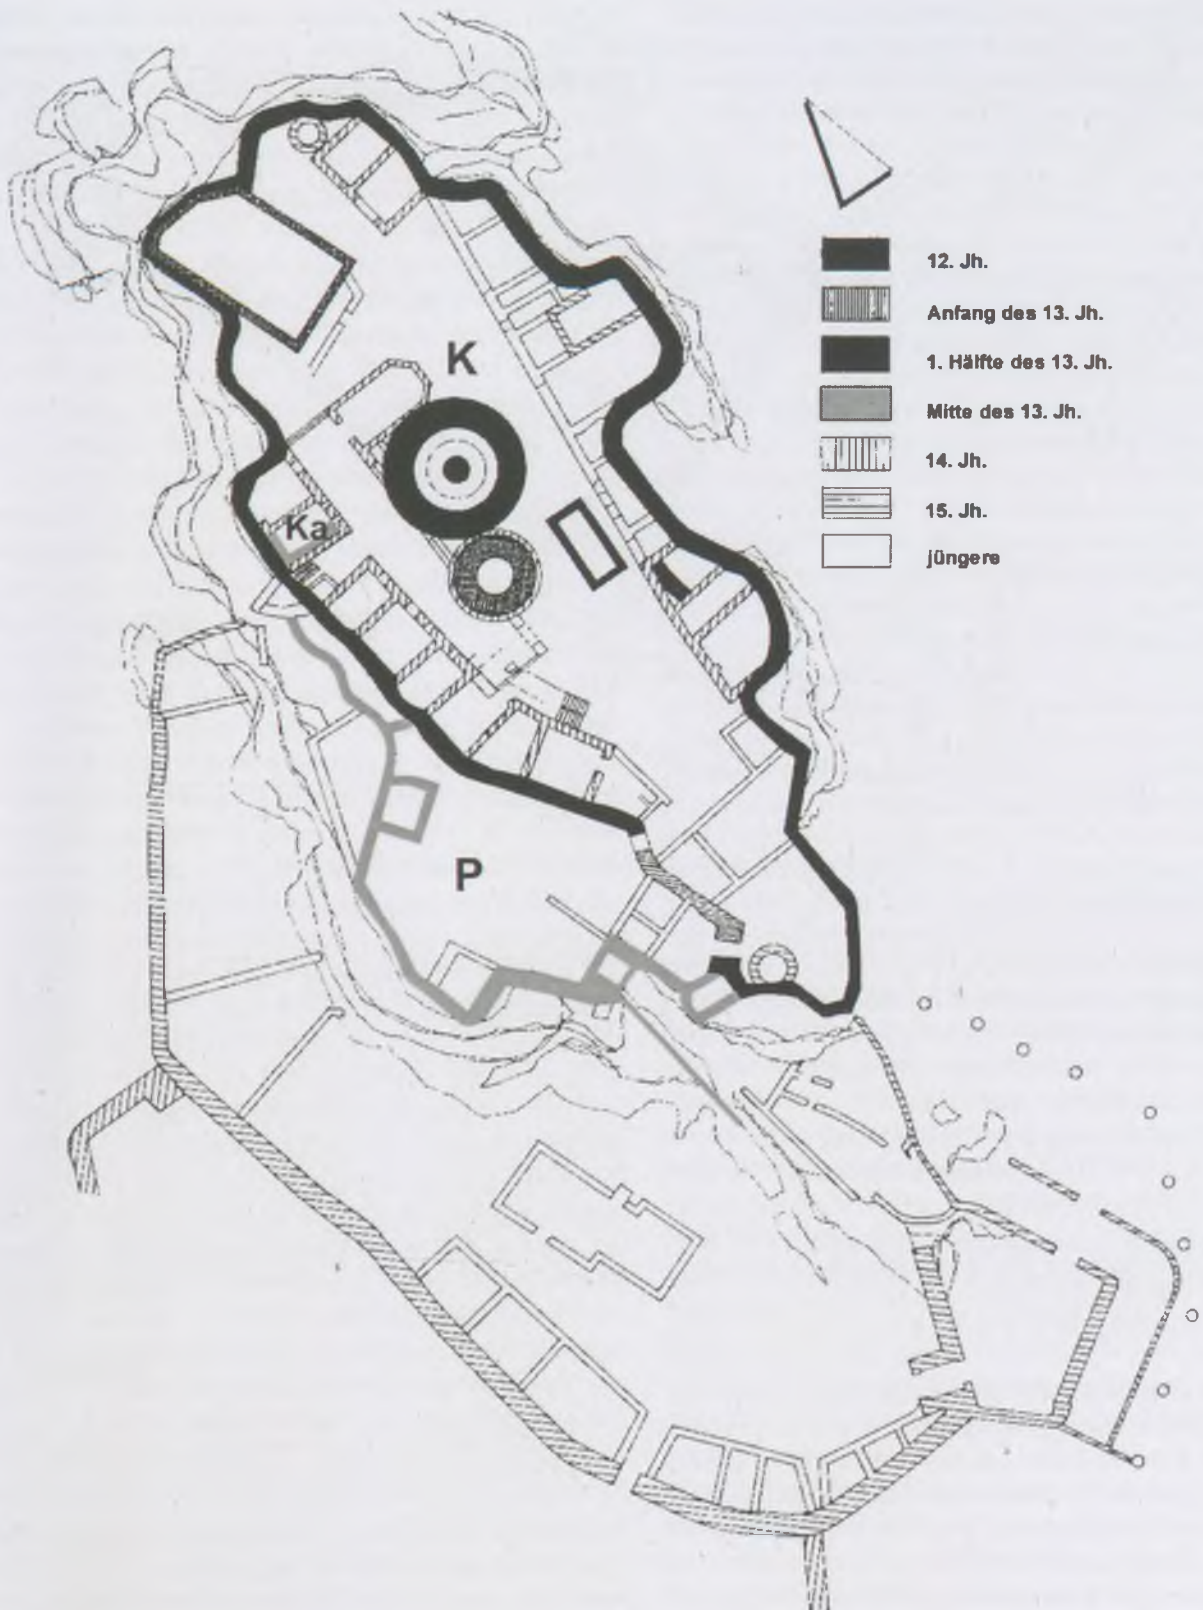 12. Jh.
Anfang des 13. Jh.
1. Hälfte des 13. Jh.
Mitte des 13. Jh.
14. Jh.
15. Jh.
jüngere
K
Ka
P